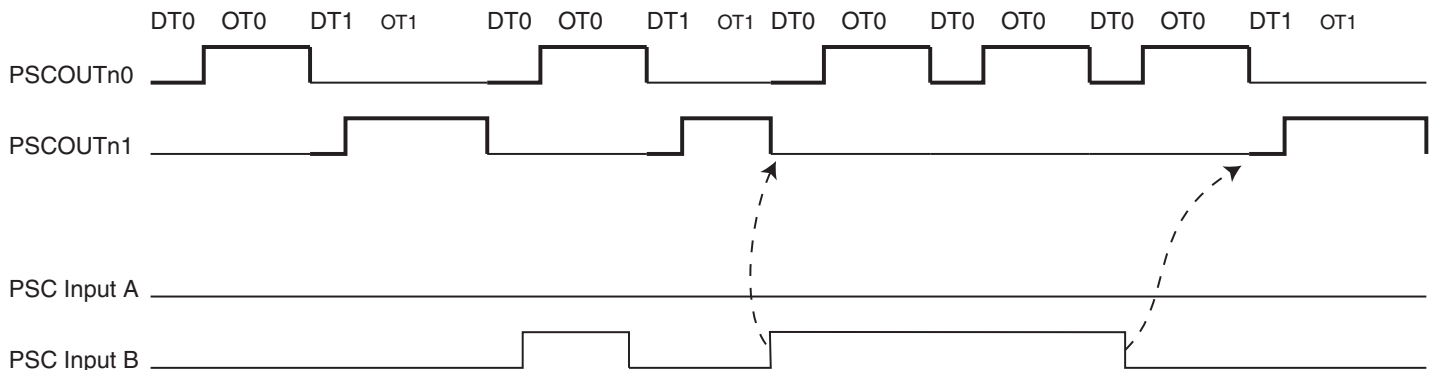 DT0 OT0 DT1 OT1 DT0 OT0 DT1 OT1 DT0 OT0 DT0 OT0 DT0 OT0 DT1 OT1
PSCOUTn0
PSCOUTn1
PSC Input A
PSC Input B